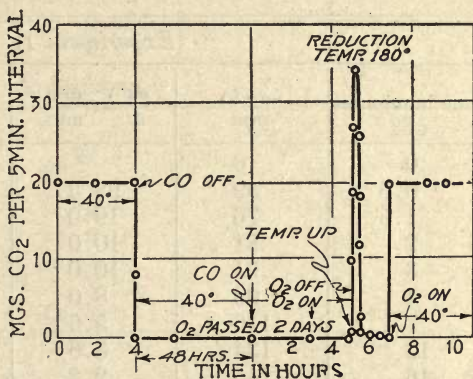 MGS. CO2 PER 5MIN. INTERVAL
40
30
20
10
0
REDUCTION
TEMP. 180°
CO OFF
40°
TEMP. UP
CO ON
O2 OFF
40°
O2 ON
O2 PASSED 2 DAYS
O2 ON
40°
48 HRS.
0 2 4 0 2 4 6 8 10
TIME IN HOURS